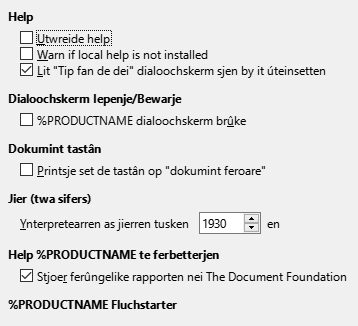 Help
Utwreide help
Warn if local help is not installed
Lit "Tip fan de dei" dialoochskerm sjen by it úteinsetten
Dialoochskerm Iepenje/Bewarje
%PRODUCTNAME dialoochskerm brûke
Dokumint tastân
Printsje set de tastân op "dokumint feroare"
Jier (twa sifers)
Ynterpretearren as jierren tusken 1930 en
Help %PRODUCTNAME te ferbetterjen
Stjoer ferûngelike rapporten nei The Document Foundation
%PRODUCTNAME Fluchstarter